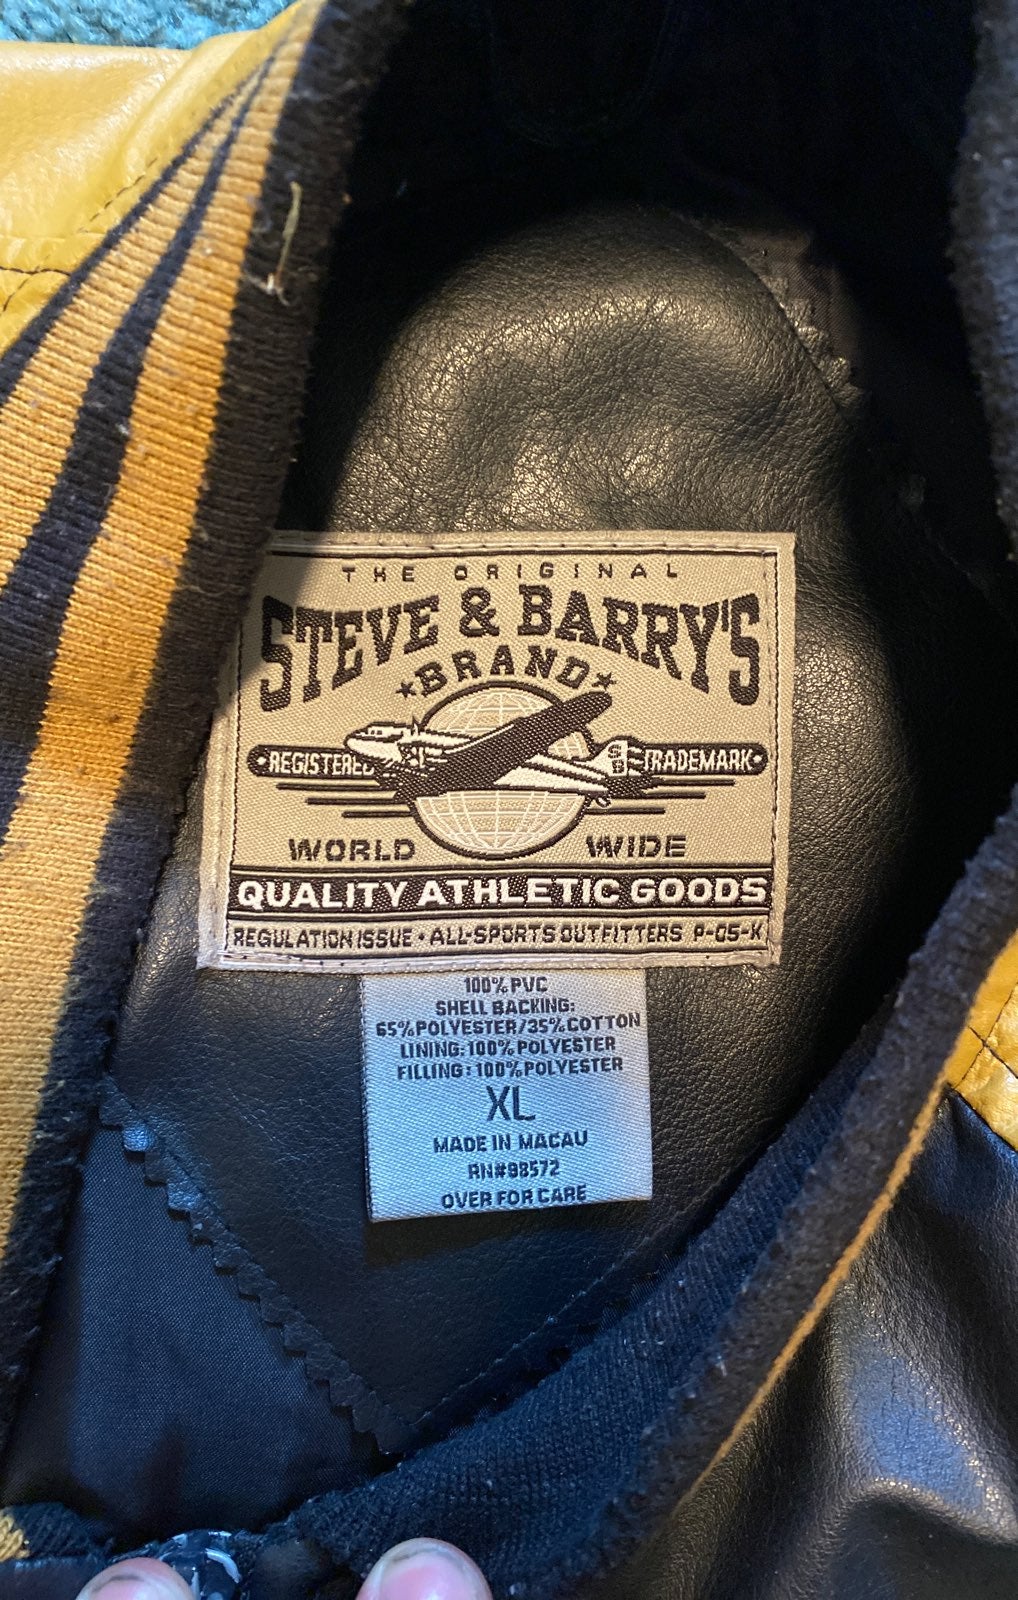 THE ORIGINAL
STEVE & BARRY'S
★BRAND★
•REGISTERED TRADEMARK•
SB
WORLD WIDE
QUALITY ATHLETIC GOODS
REGULATION ISSUE • ALL-SPORTS OUTFITTERS P-05-K
100% PVC
SHELL BACKING:
65% POLYESTER/35% COTTON
LINING: 100% POLYESTER
FILLING: 100% POLYESTER
XL
MADE IN MACAU
RN#98572
OVER FOR CARE